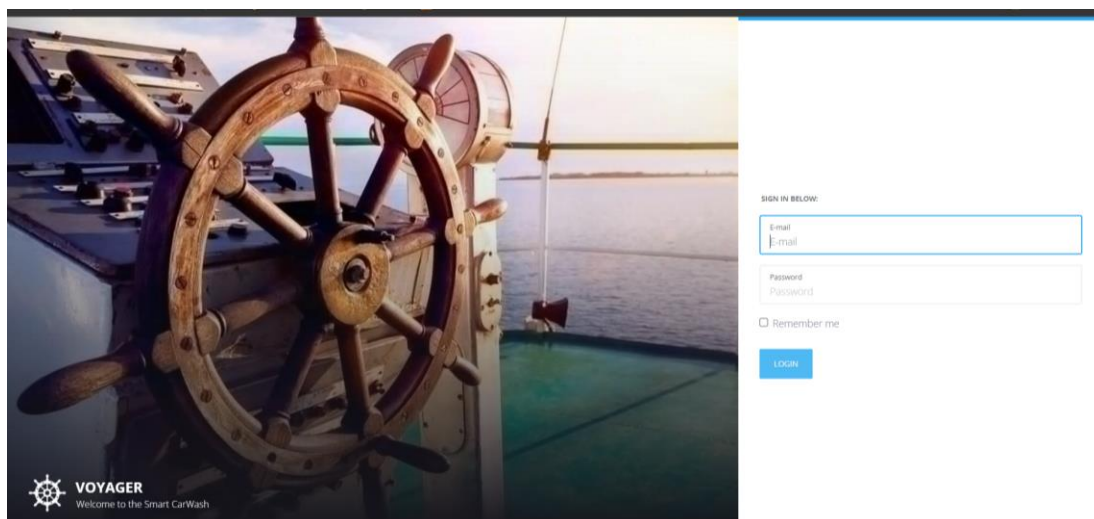 SIGN IN BELOW:
E-mail
E-mail
Password
Password
Remember me
LOGIN
VOYAGER
Welcome to the Smart CarWash